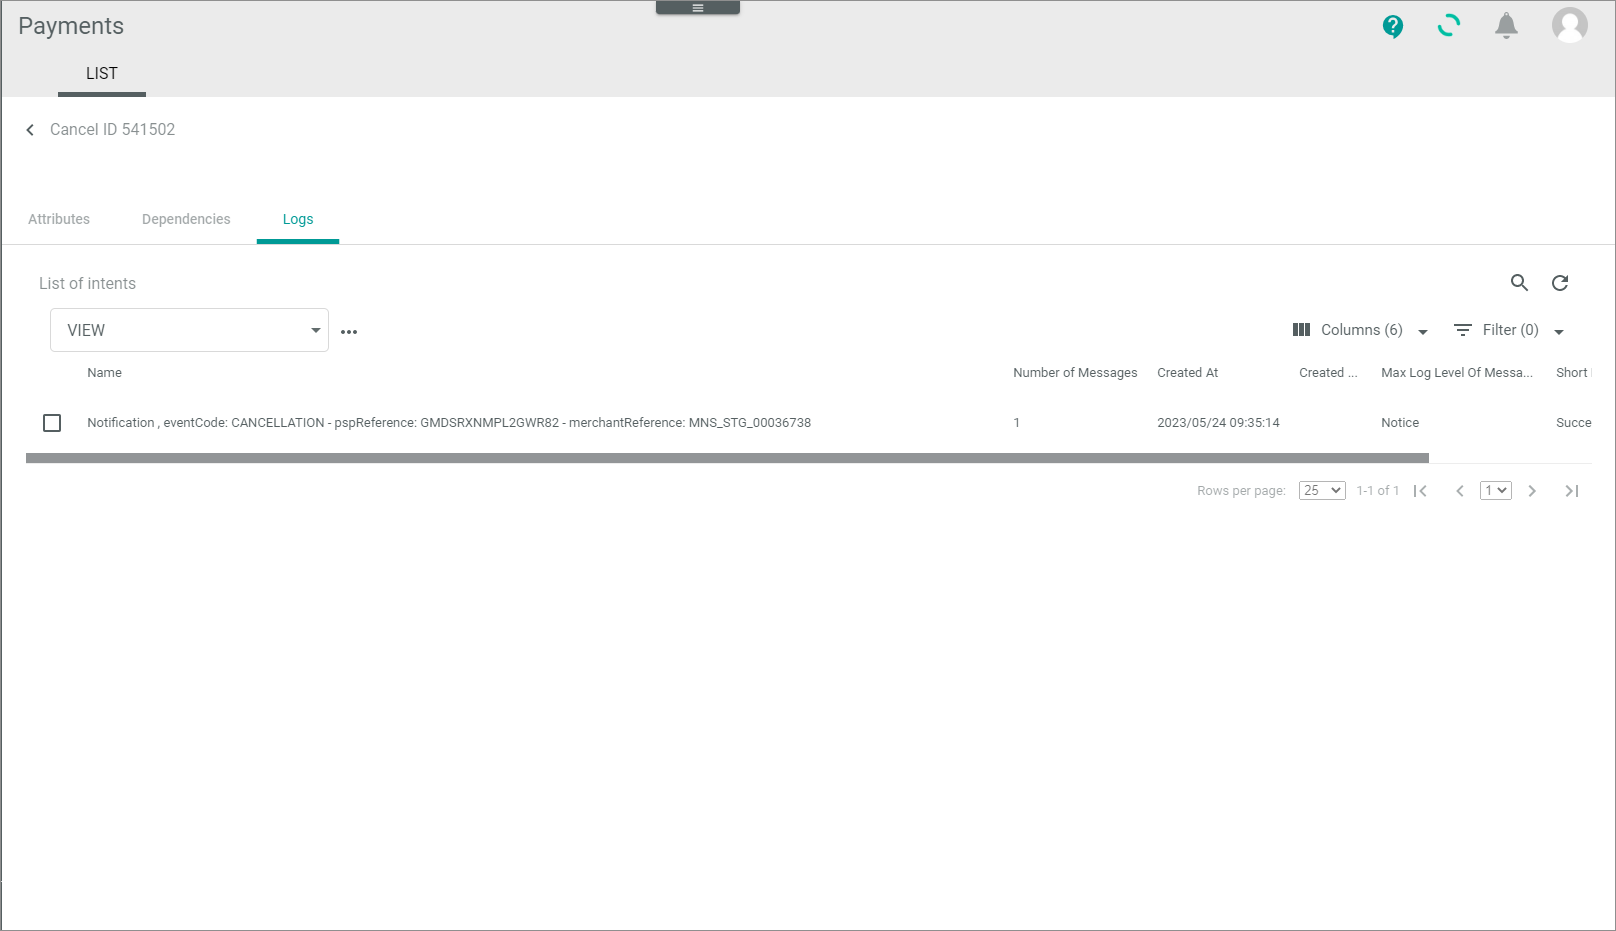 Payments
LIST
Cancel ID 541502
Attributes Dependencies Logs
List of intents
VIEW
Columns (6) Filter (0)
Name Number of Messages Created At Created ... Max Log Level Of Messa... Short
Notification , eventCode: CANCELLATION - pspReference: GMDSRXNMPL2GWR82 - merchantReference: MNS_STG_00036738 1 2023/05/24 09:35:14 Notice Succe
Rows per page: 25 1-1 of 1 1